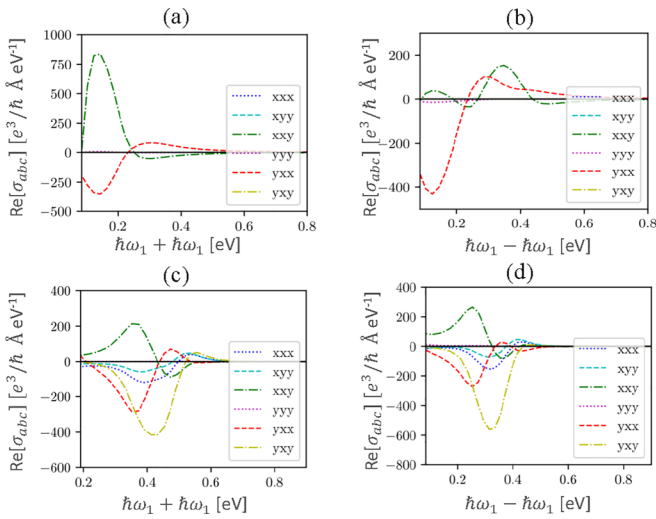 (a)
1000
750
500
250
0
−250
−500
Re[σabc] [e³/ħ Å eV⁻¹]
xxx
xyy
xxy
yyy
yxx
yxy
0.2 0.4 0.6 0.8
ħω₁ + ħω₁ [eV]
(b)
200
0
−200
−400
Re[σabc] [e³/ħ Å eV⁻¹]
xxx
xyy
xxy
yyy
yxx
yxy
0.2 0.4 0.6 0.8
ħω₁ − ħω₁ [eV]
(c)
400
200
0
−200
−400
−600
Re[σabc] [e³/ħ Å eV⁻¹]
xxx
xyy
xxy
yyy
yxx
yxy
0.2 0.4 0.6 0.8
ħω₁ + ħω₁ [eV]
(d)
400
200
0
−200
−400
−600
−800
Re[σabc] [e³/ħ Å eV⁻¹]
xxx
xyy
xxy
yyy
yxx
yxy
0.2 0.4 0.6 0.8
ħω₁ − ħω₁ [eV]